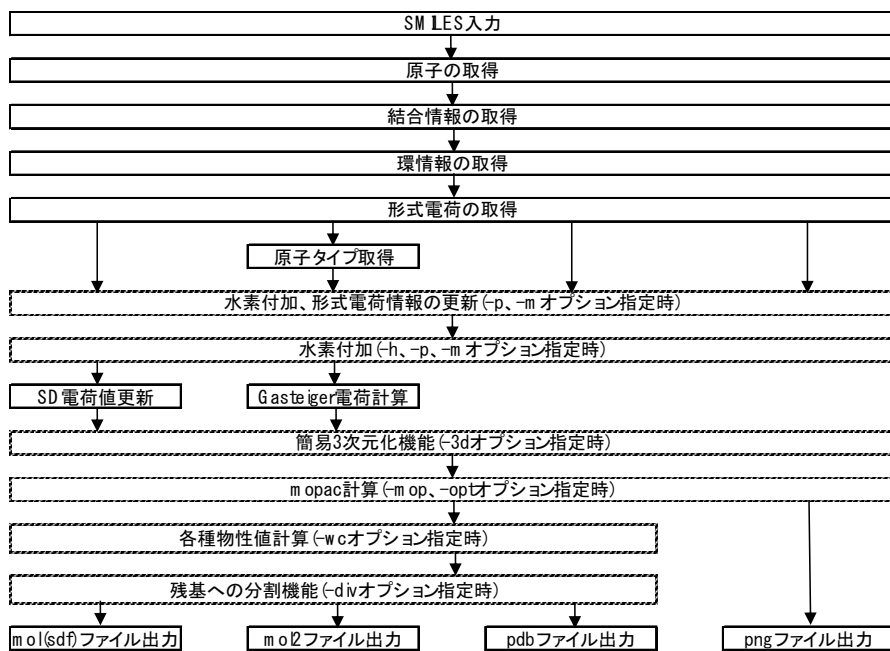 SMILES入力
原子の取得
結合情報の取得
環情報の取得
形式電荷の取得
原子タイプ取得
水素付加、形式電荷情報の更新(-p、-mオプション指定時)
水素付加(-h、-p、-mオプション指定時)
SD電荷値更新
Gasteiger電荷計算
簡易3次元化機能(-3dオプション指定時)
mopac計算(-mop、-optオプション指定時)
各種物性値計算(-wcオプション指定時)
残基への分割機能(-divオプション指定時)
mol(sdf)ファイル出力
mol2ファイル出力
pdbファイル出力
pngファイル出力